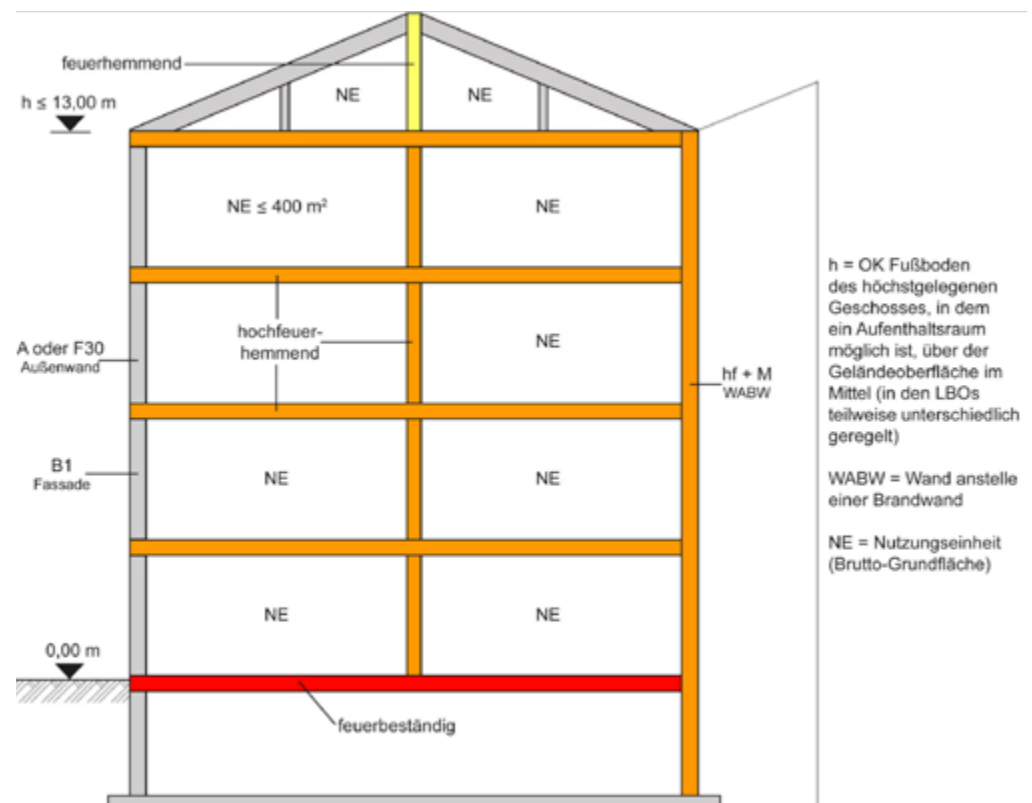 feuerhemmend
NE
NE
h ≤ 13,00 m
NE ≤ 400 m²
NE
hochfeuer-
hemmend
NE
A oder F30
Außenwand
hf + M
WABW
B1
Fassade
NE
NE
NE
NE
0,00 m
feuerbeständig
h = OK Fußboden
des höchstgelegenen
Geschosses, in dem
ein Aufenthaltsraum
möglich ist, über der
Geländeoberfläche im
Mittel (in den LBOs
teilweise unterschiedlich
geregelt)
WABW = Wand anstelle
einer Brandwand
NE = Nutzungseinheit
(Brutto-Grundfläche)